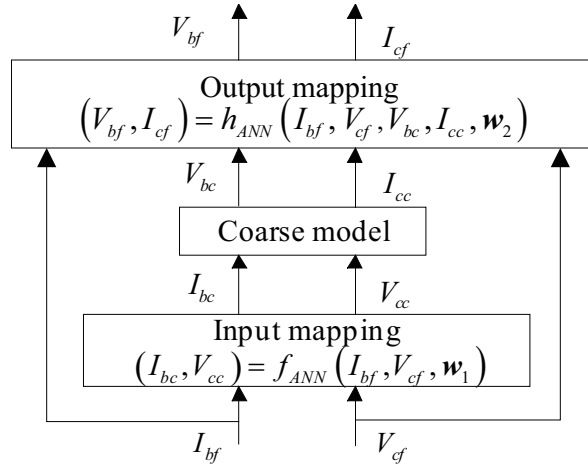 V_bf I_cf
Output mapping
(V_bf, I_cf) = h_ANN (I_bf, V_cf, V_bc, I_cc, w_2)
V_bc I_cc
Coarse model
I_bc V_cc
Input mapping
(I_bc, V_cc) = f_ANN (I_bf, V_cf, w_1)
I_bf V_cf